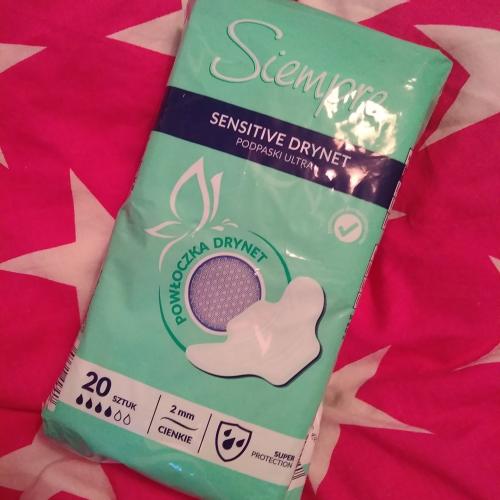 Siempre
SENSITIVE DRYNET
PODPASKI ULTRA
POWŁOCZKA DRYNET
20 SZTUK
2 mm
CIENKIE
SUPER
PROTECTION